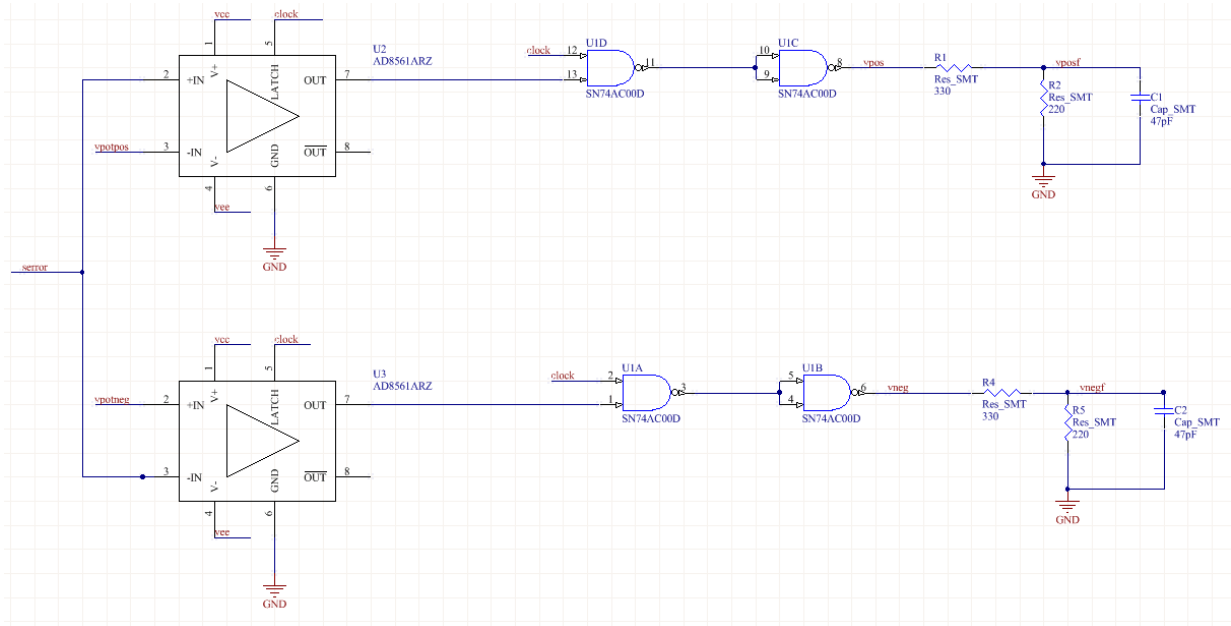 vcc
clock
1
5
U2
AD8561ARZ
V+
LATCH
2
+IN
OUT
7
vpotpos
3
-IN
OUT
8
V-
GND
4
6
vee
GND
clock
12
13
U1D
11
SN74AC00D
10
9
U1C
8
SN74AC00D
vpos
R1
Res_SMT
330
vposf
R2
Res_SMT
220
C1
Cap_SMT
47pF
GND
serror
vcc
clock
1
5
U3
AD8561ARZ
V+
LATCH
vpotneg
2
+IN
OUT
7
3
-IN
OUT
8
V-
GND
4
6
vee
GND
clock
2
1
U1A
3
SN74AC00D
5
4
U1B
6
SN74AC00D
vneg
R4
Res_SMT
330
vnegf
R5
Res_SMT
220
C2
Cap_SMT
47pF
GND